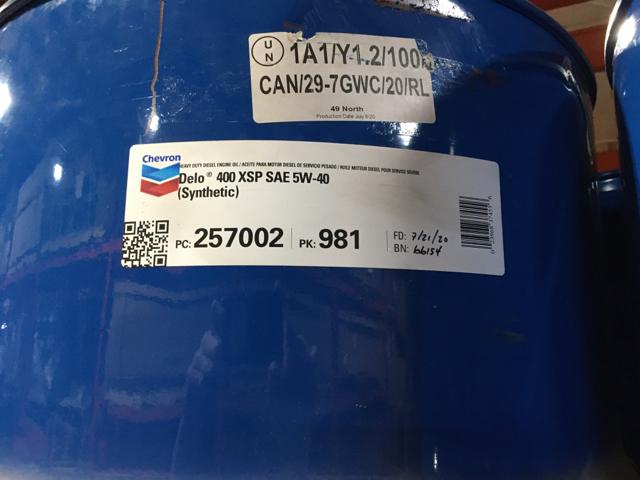 UN
1A1/Y1.2/100
CAN/29-7GWC/20/RL
49 North
Production Date July 6/20
Chevron
HEAVY DUTY DIESEL ENGINE OIL / ACEITE PARA MOTOR DIESEL DE SERVICIO PESADO / HUILE MOTEUR DIESEL POUR SERVICE SÉVÈRE
Delo® 400 XSP SAE 5W-40
(Synthetic)
PC: 257002 PK: 981
FD: 7/21/20
BN: 66154